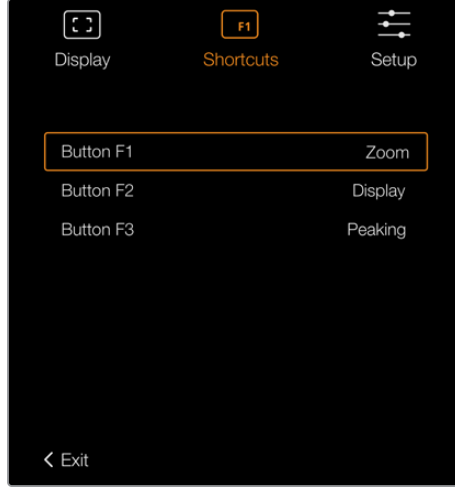 F1
Display Shortcuts Setup
Button F1 Zoom
Button F2 Display
Button F3 Peaking
Exit